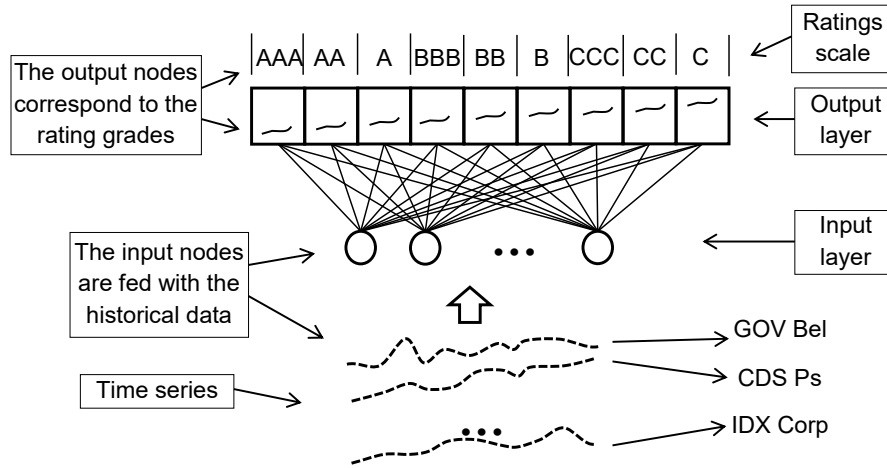 Ratings
scale
AAA AA A BBB BB B CCC CC C
The output nodes
correspond to the
rating grades
Output
layer
Input
layer
The input nodes
are fed with the
historical data
Time series
GOV Bel
CDS Ps
IDX Corp